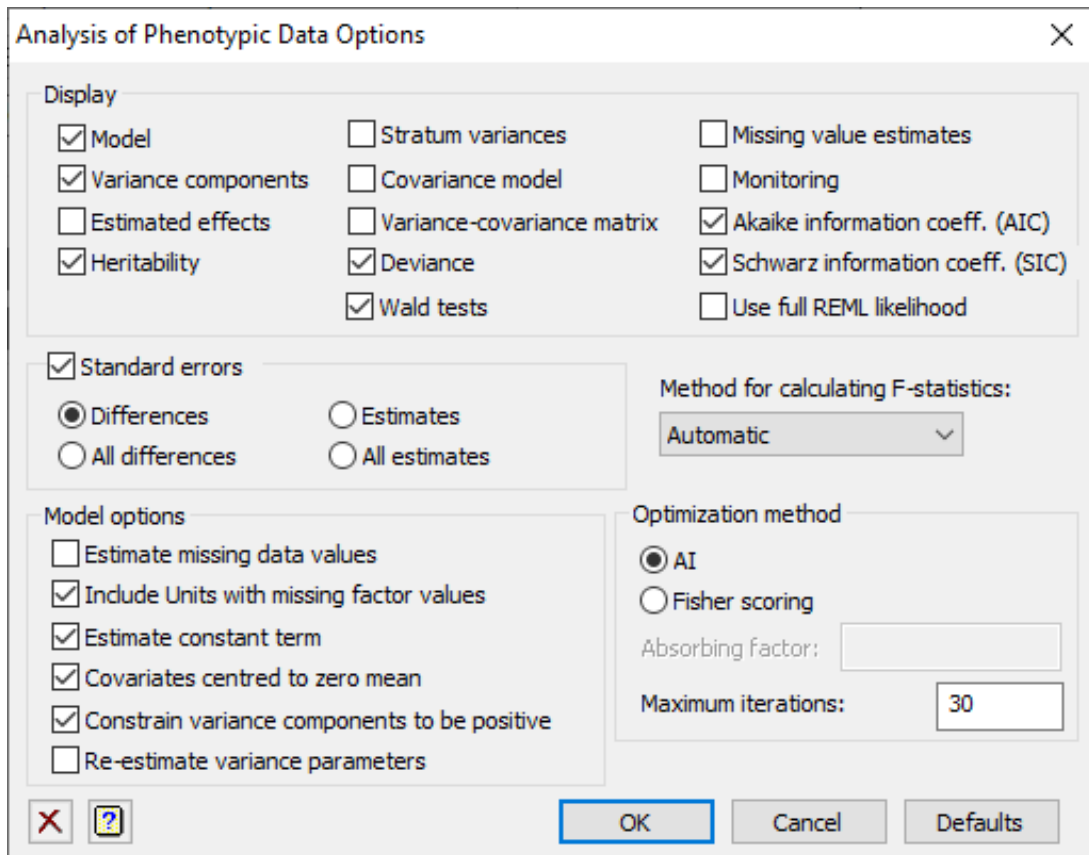 Analysis of Phenotypic Data Options
Display
Model
Stratum variances
Missing value estimates
Variance components
Covariance model
Monitoring
Estimated effects
Variance-covariance matrix
Akaike information coeff. (AIC)
Heritability
Deviance
Schwarz information coeff. (SIC)
Wald tests
Use full REML likelihood
Standard errors
Differences
Estimates
All differences
All estimates
Method for calculating F-statistics:
Automatic
Model options
Estimate missing data values
Include Units with missing factor values
Estimate constant term
Covariates centred to zero mean
Constrain variance components to be positive
Re-estimate variance parameters
Optimization method
AI
Fisher scoring
Absorbing factor:
Maximum iterations:
30
?
OK
Cancel
Defaults